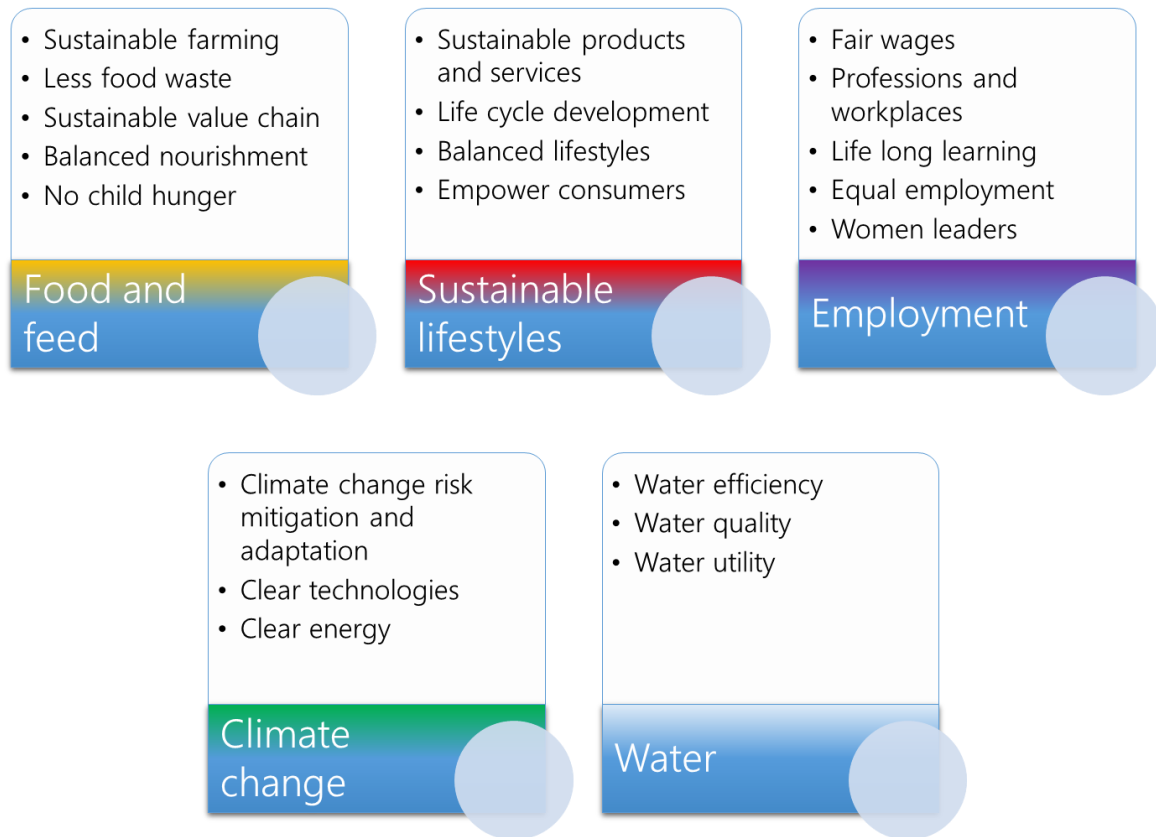 • Sustainable farming
• Less food waste
• Sustainable value chain
• Balanced nourishment
• No child hunger
Food and
feed
• Sustainable products
and services
• Life cycle development
• Balanced lifestyles
• Empower consumers
Sustainable
lifestyles
• Fair wages
• Professions and
workplaces
• Life long learning
• Equal employment
• Women leaders
Employment
• Climate change risk
mitigation and
adaptation
• Clear technologies
• Clear energy
Climate
change
• Water efficiency
• Water quality
• Water utility
Water